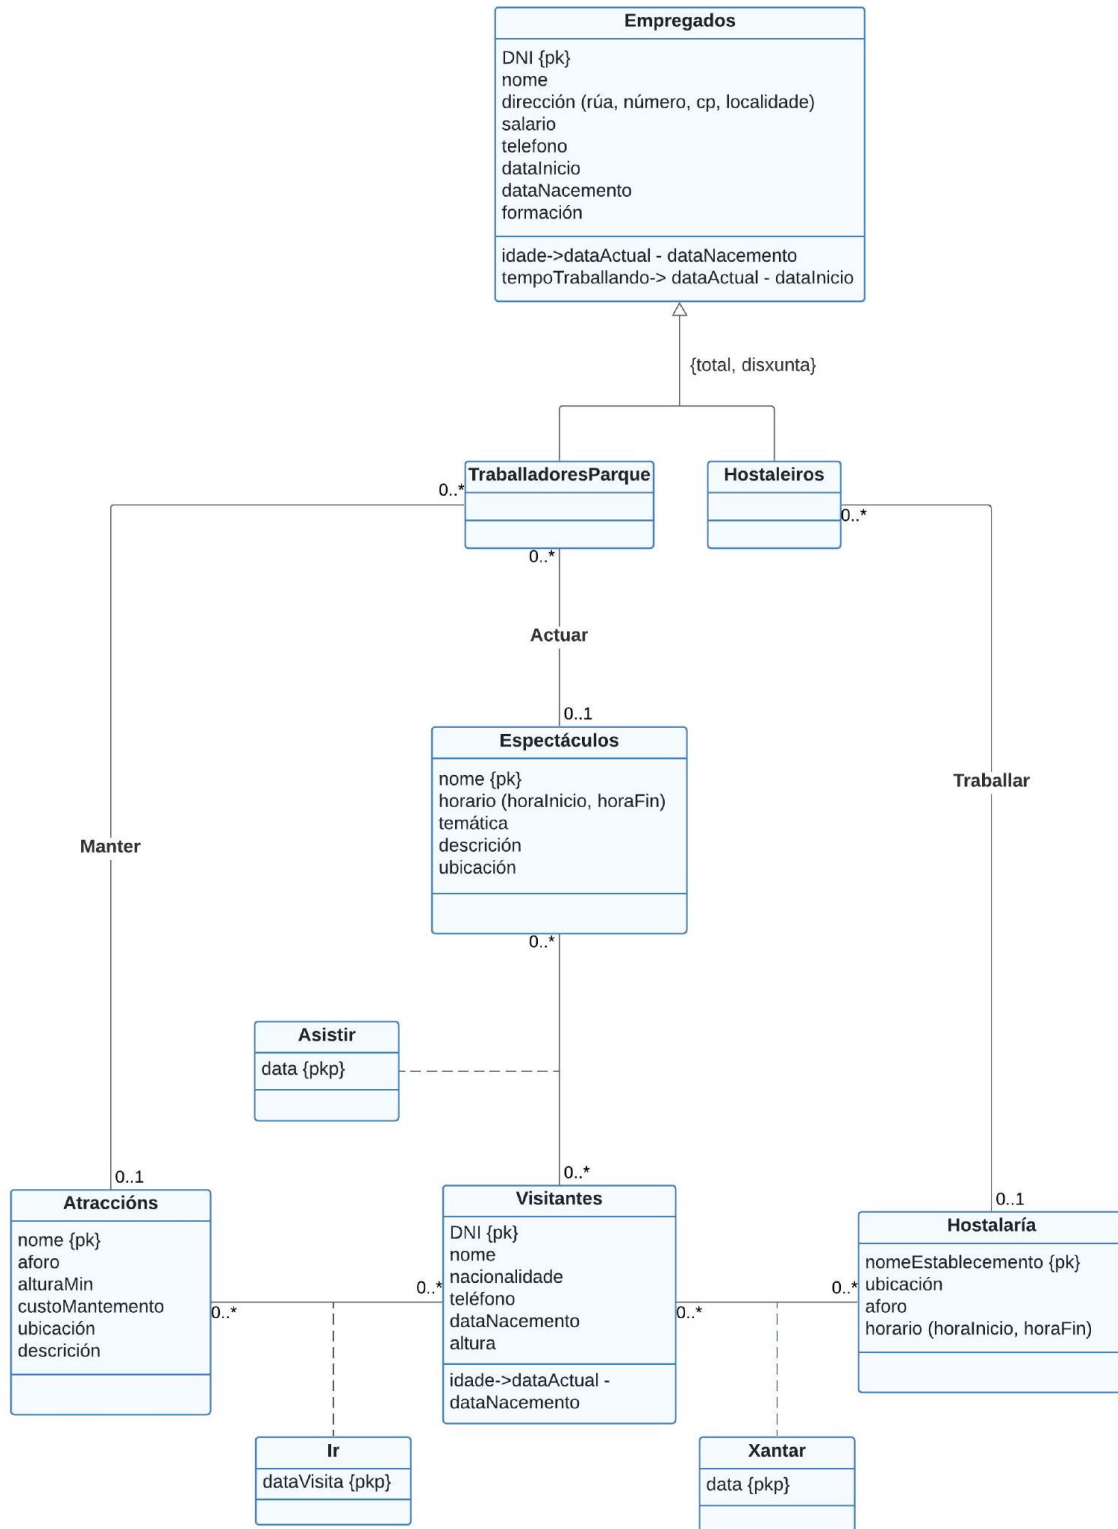 Empregados
DNI {pk}
nome
dirección (rúa, número, cp, localidade)
salario
telefono
dataInicio
dataNacemento
formación
idade->dataActual - dataNacemento
tempoTraballando-> dataActual - dataInicio
{total, disxunta}
TraballadoresParque
Hostaleiros
0..*
0..*
0..*
Actuar
0..1
Espectáculos
nome {pk}
horario (horaInicio, horaFin)
temática
descrición
ubicación
Traballar
Manter
0..*
Asistir
data {pkp}
0..1
0..*
0..1
Atraccións
nome {pk}
aforo
alturaMin
custoMantemento
ubicación
descrición
Visitantes
DNI {pk}
nome
nacionalidade
teléfono
dataNacemento
altura
idade->dataActual -
dataNacemento
Hostalaría
nomeEstablecemento {pk}
ubicación
aforo
horario (horaInicio, horaFin)
0..*
0..*
0..*
0..*
Ir
dataVisita {pkp}
Xantar
data {pkp}